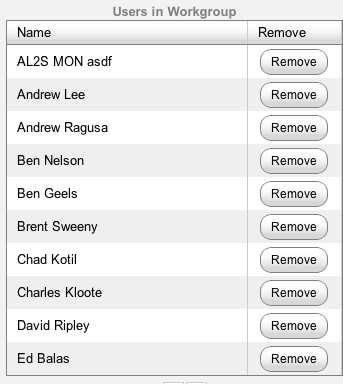 Users in Workgroup
Name Remove
AL2S MON asdf Remove
Andrew Lee Remove
Andrew Ragusa Remove
Ben Nelson Remove
Ben Geels Remove
Brent Sweeny Remove
Chad Kotil Remove
Charles Kloote Remove
David Ripley Remove
Ed Balas Remove